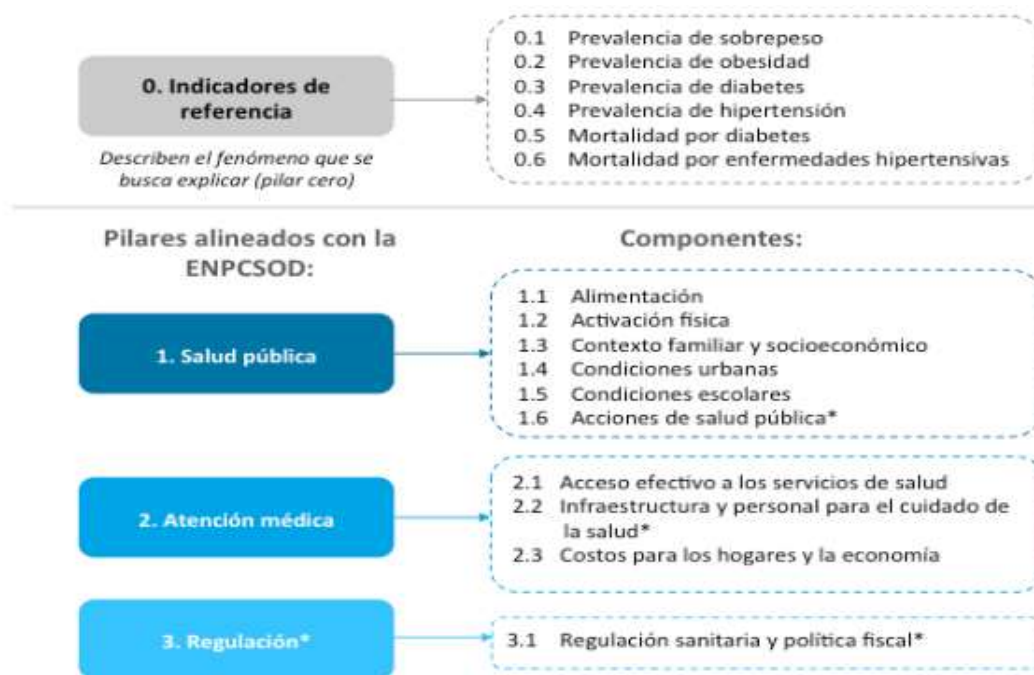 0. Indicadores de
referencia
Describen el fenómeno que se
busca explicar (pilar cero)
0.1 Prevalencia de sobrepeso
0.2 Prevalencia de obesidad
0.3 Prevalencia de diabetes
0.4 Prevalencia de hipertensión
0.5 Mortalidad por diabetes
0.6 Mortalidad por enfermedades hipertensivas
Pilares alineados con la
ENPCSOD:
Componentes:
1. Salud pública
1.1 Alimentación
1.2 Activación física
1.3 Contexto familiar y socioeconómico
1.4 Condiciones urbanas
1.5 Condiciones escolares
1.6 Acciones de salud pública*
2. Atención médica
2.1 Acceso efectivo a los servicios de salud
2.2 Infraestructura y personal para el cuidado de
la salud*
2.3 Costos para los hogares y la economía
3. Regulación*
3.1 Regulación sanitaria y política fiscal*